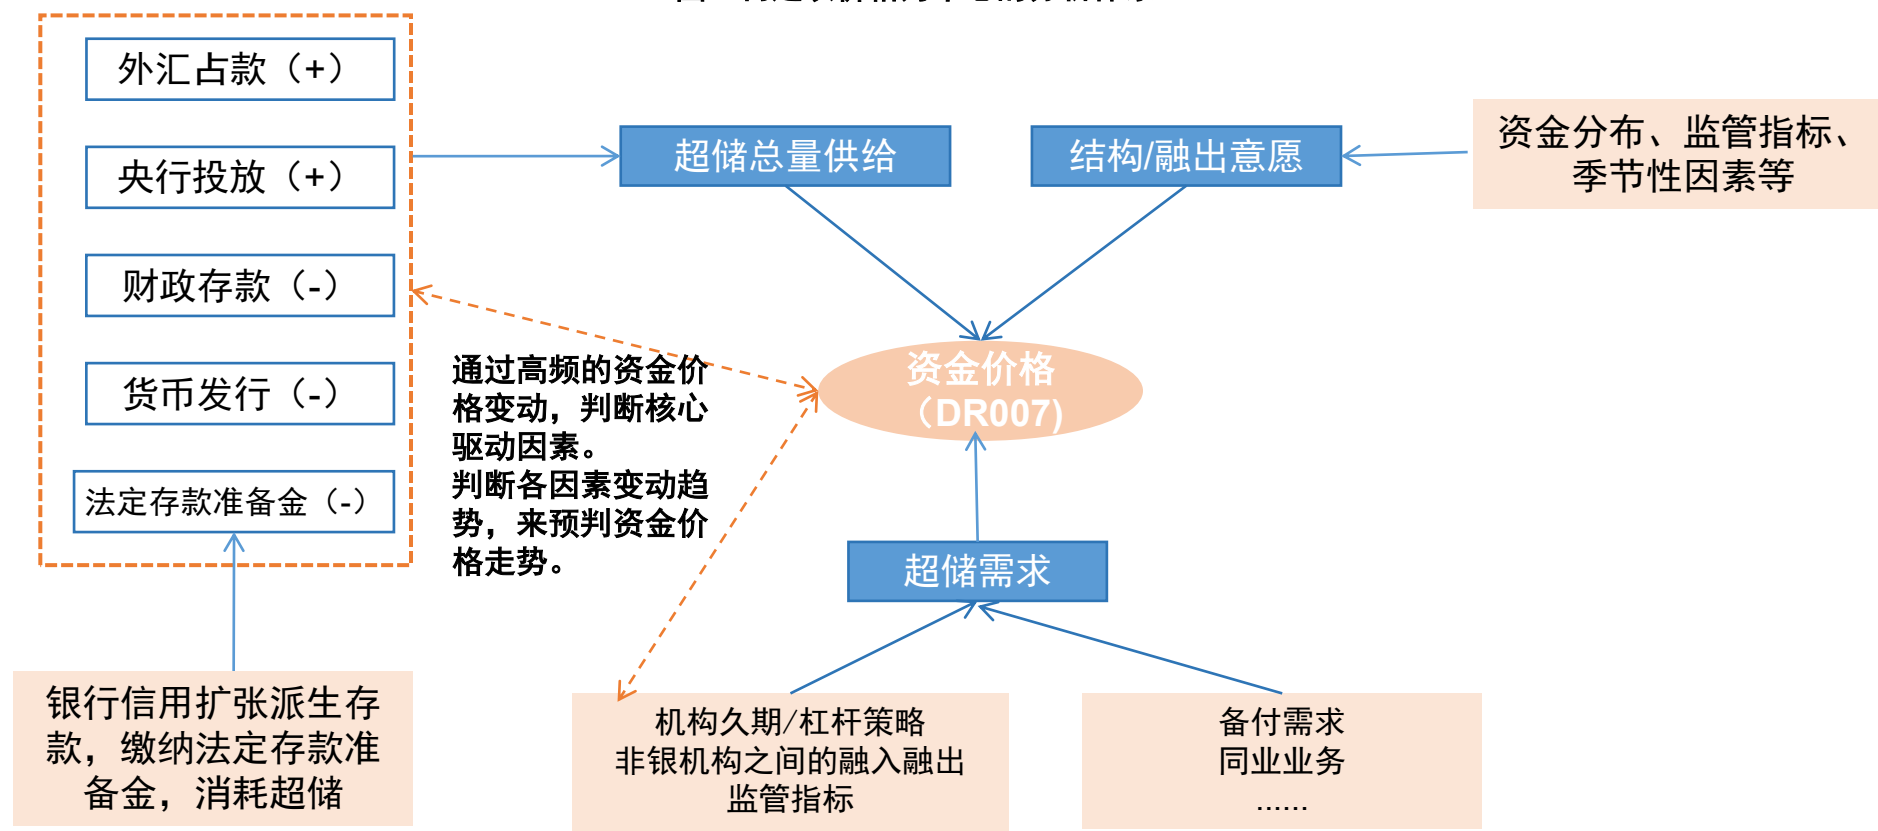 外汇占款（+）
央行投放（+）
财政存款（-）
货币发行（-）
法定存款准备金（-）
银行信用扩张派生存
款，缴纳法定存款准
备金，消耗超储
超储总量供给
结构/融出意愿
资金分布、监管指标、
季节性因素等
通过高频的资金价
格变动，判断核心
驱动因素。
判断各因素变动趋
势，来预判资金价
格走势。
资金价格
（DR007)
超储需求
机构久期/杠杆策略
非银机构之间的融入融出
监管指标
备付需求
同业业务
......